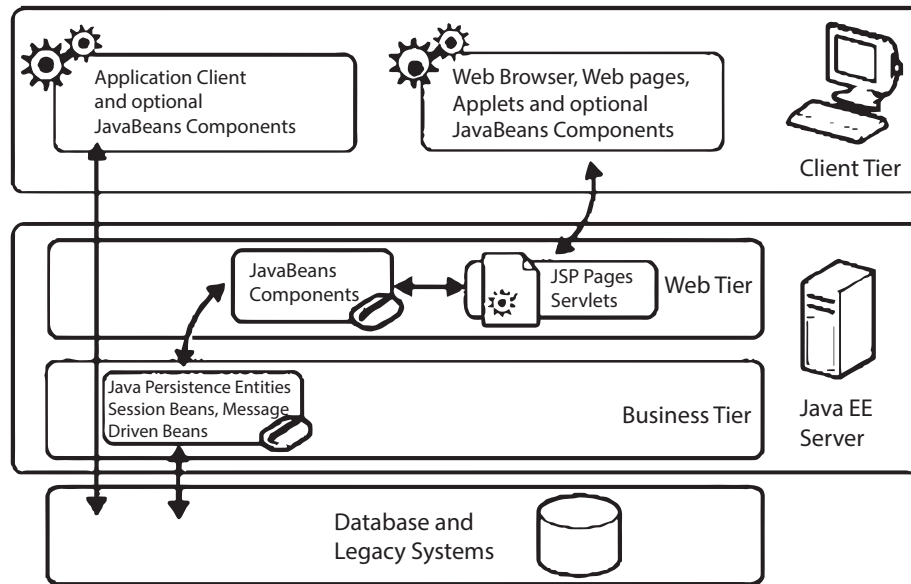 Application Client
and optional
JavaBeans Components
Web Browser, Web pages,
Applets and optional
JavaBeans Components
Client Tier
JavaBeans
Components
JSP Pages
Servlets
Web Tier
Java Persistence Entities
Session Beans, Message
Driven Beans
Business Tier
Java EE
Server
Database and
Legacy Systems